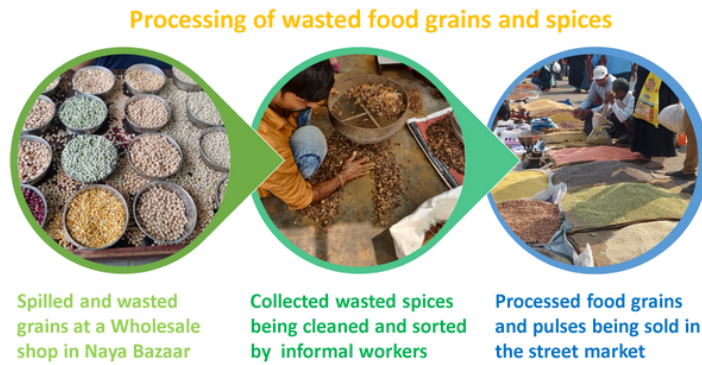 Processing of wasted food grains and spices
Spilled and wasted
grains at a Wholesale
shop in Naya Bazaar
Collected wasted spices
being cleaned and sorted
by informal workers
Processed food grains
and pulses being sold in
the street market